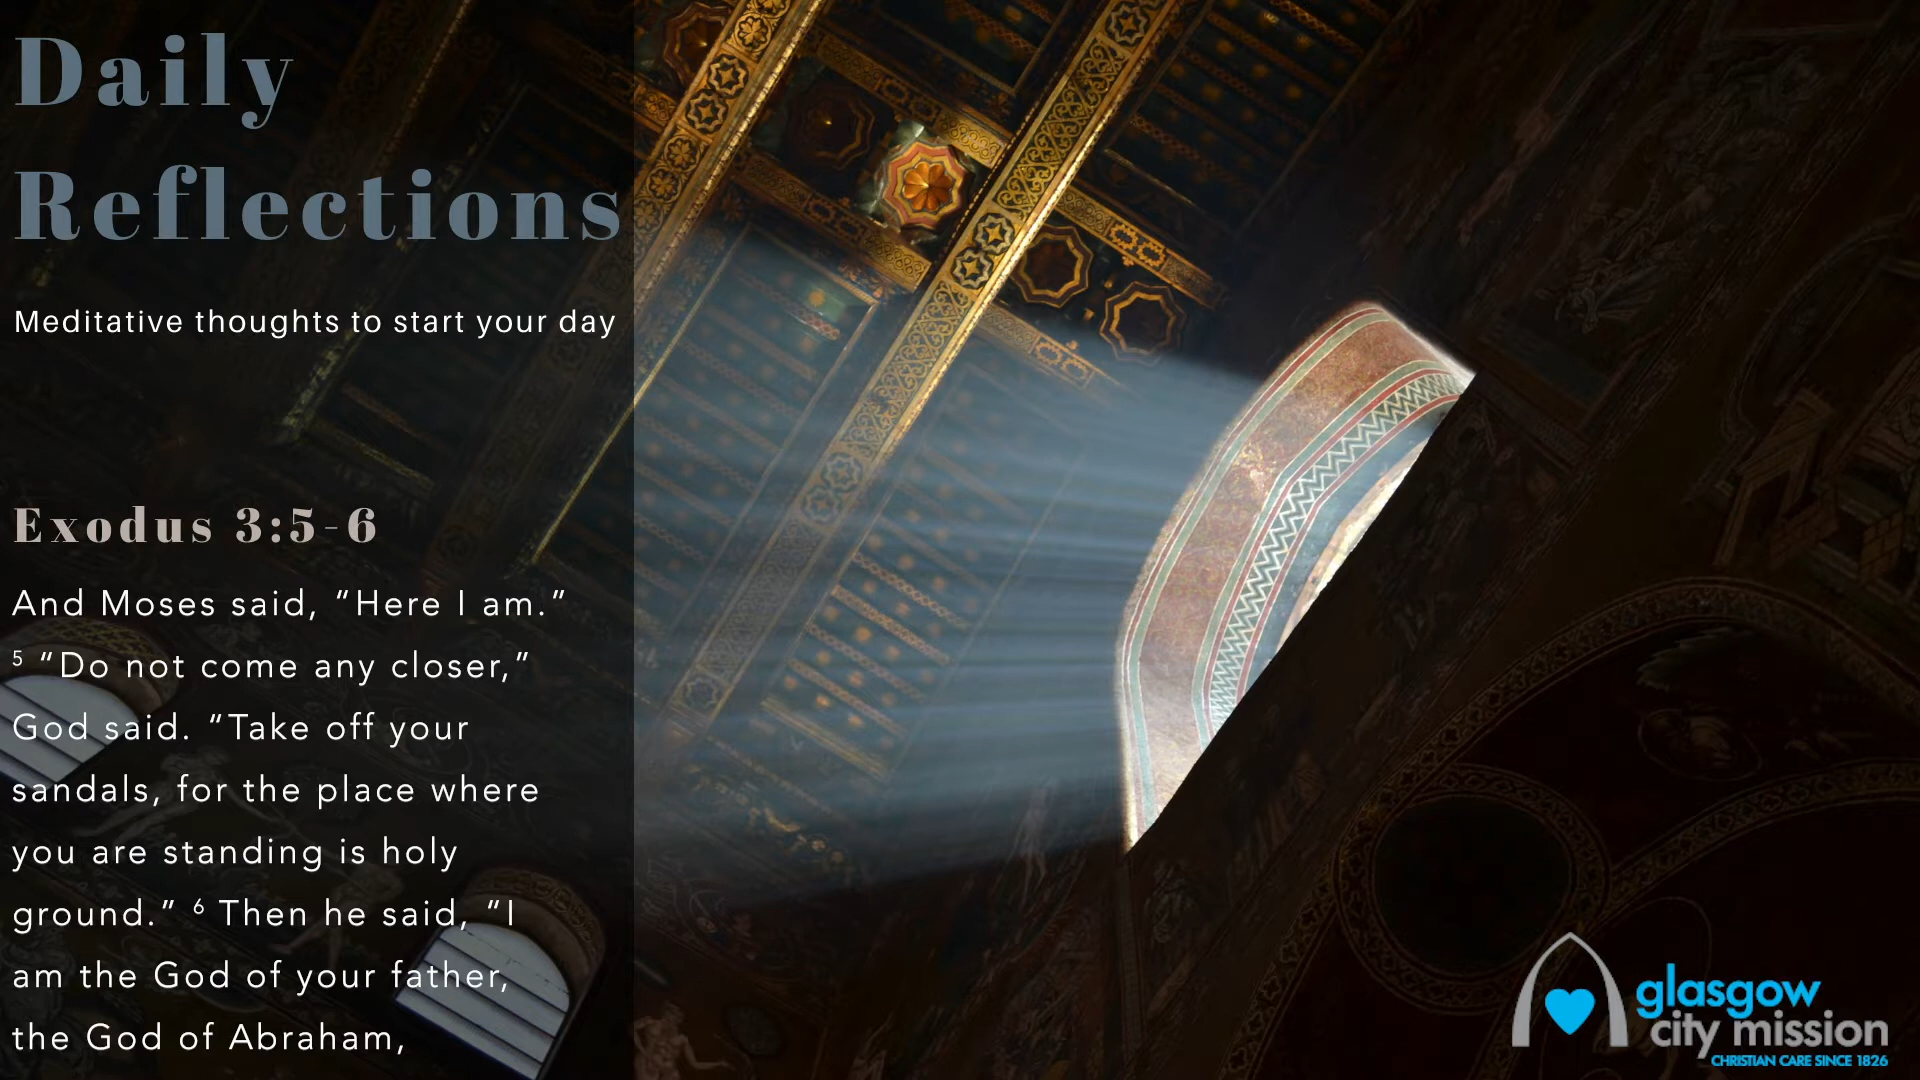 Daily
Reflections
Meditative thoughts to start your day
Exodus 3:5-6
And Moses said, “Here I am.”
⁵ “Do not come any closer,”
God said. “Take off your
sandals, for the place where
you are standing is holy
ground.” ⁶ Then he said, “I
am the God of your father,
the God of Abraham,
glasgow
city mission
CHRISTIAN CARE SINCE 1826